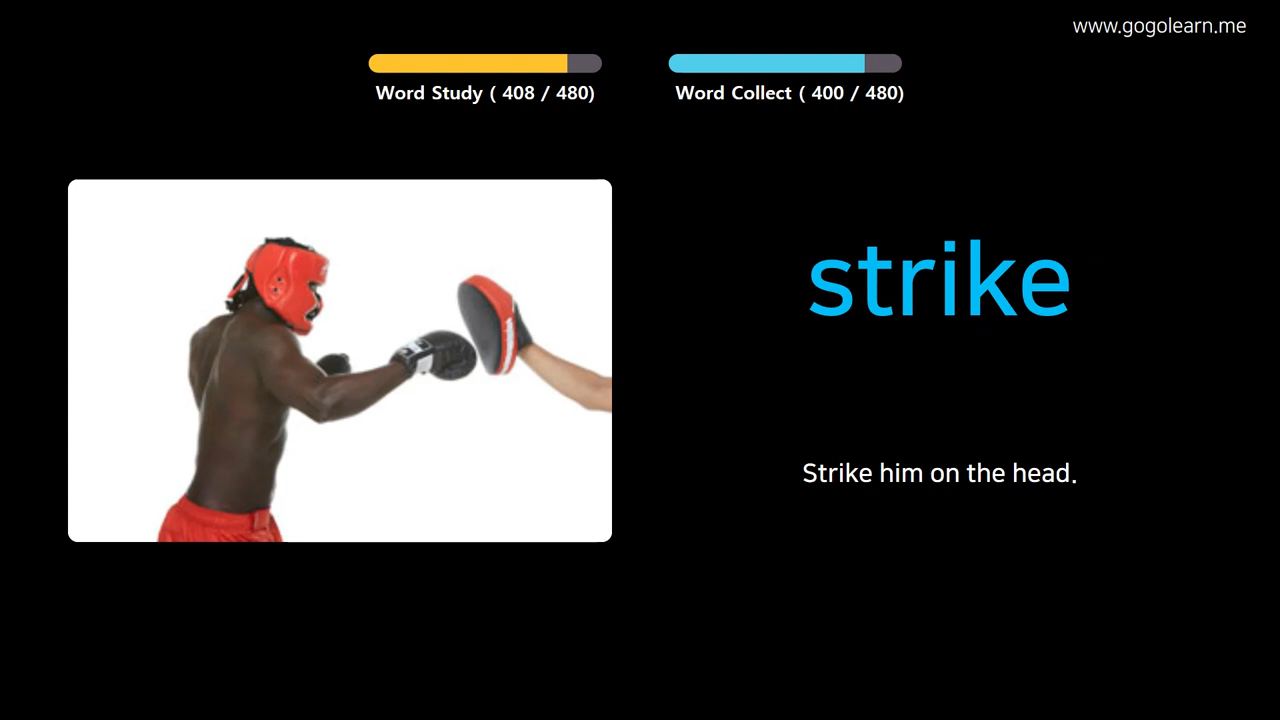 www.gogolearn.me
Word Study ( 408 / 480)
Word Collect ( 400 / 480)
strike
Strike him on the head.